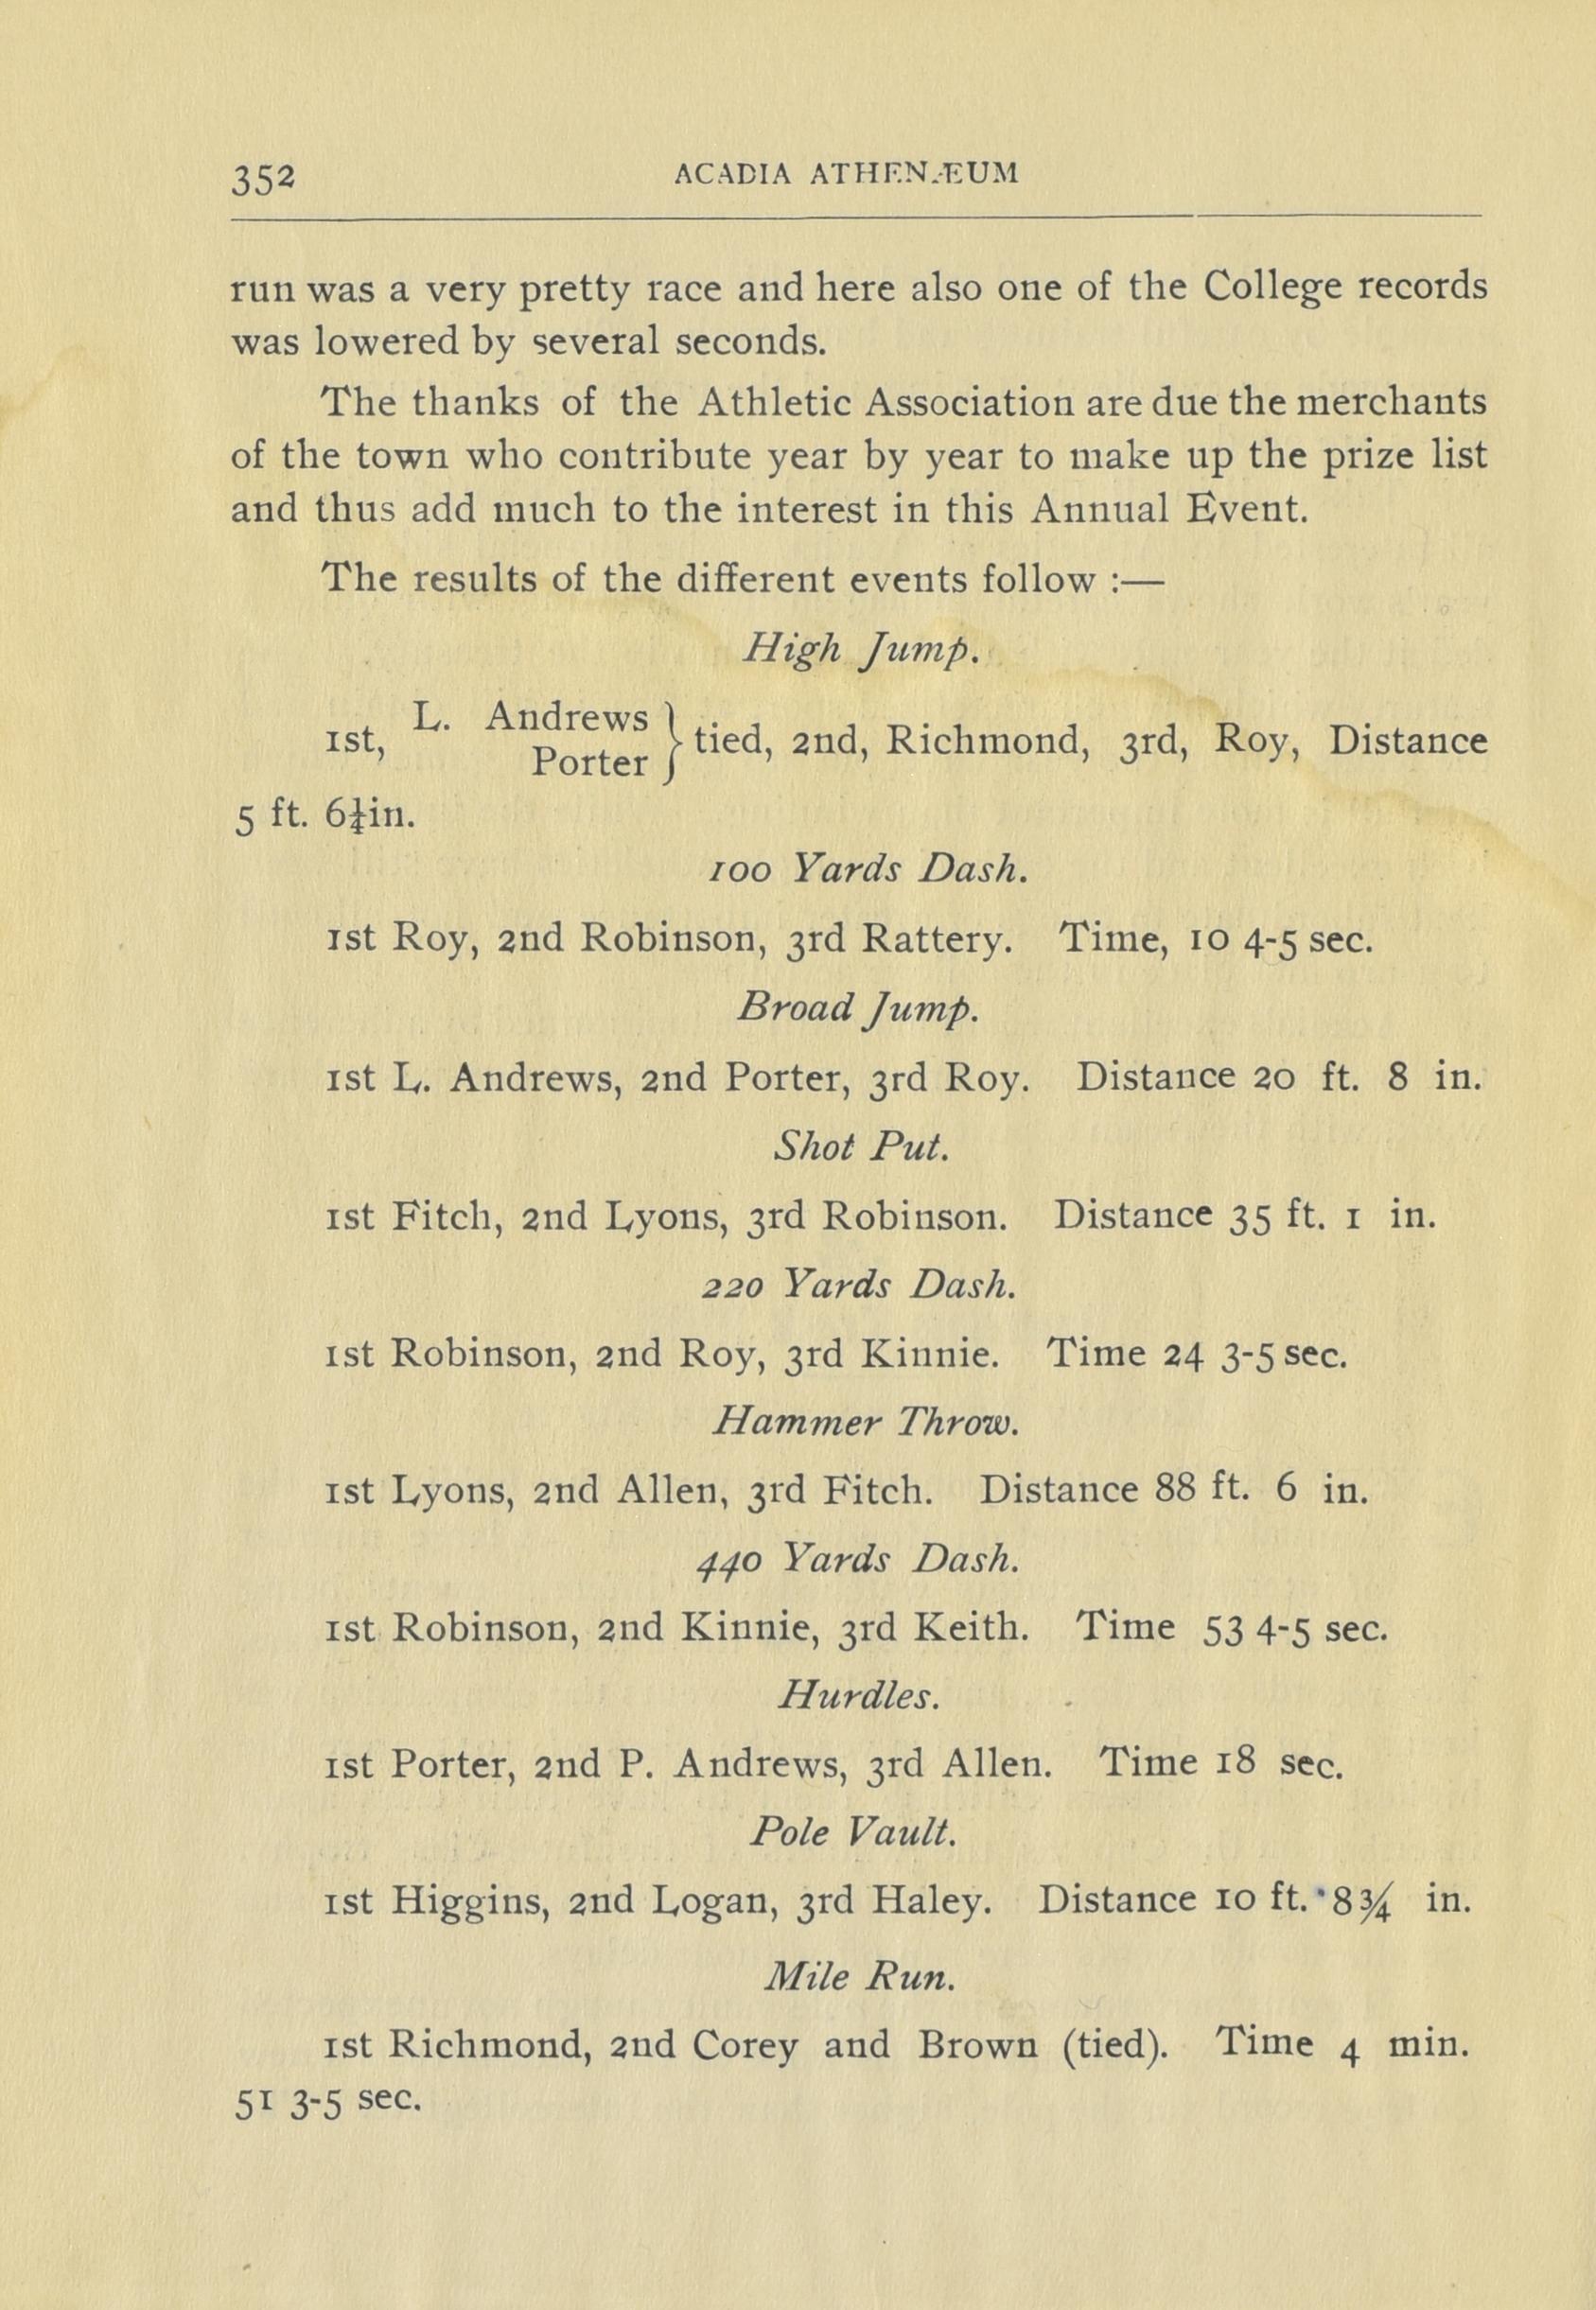 352 ACADIA ATHENÆUM
run was a very pretty race and here also one of the College records
was lowered by several seconds.
The thanks of the Athletic Association are due the merchants
of the town who contribute year by year to make up the prize list
and thus add much to the interest in this Annual Event.
The results of the different events follow :—
High Jump.
1st, L. Andrews
Porter } tied, 2nd, Richmond, 3rd, Roy, Distance
5 ft. 6¼in.
100 Yards Dash.
1st Roy, 2nd Robinson, 3rd Rattery. Time, 10 4-5 sec.
Broad Jump.
1st L. Andrews, 2nd Porter, 3rd Roy. Distance 20 ft. 8 in.
Shot Put.
1st Fitch, 2nd Lyons, 3rd Robinson. Distance 35 ft. 1 in.
220 Yards Dash.
1st Robinson, 2nd Roy, 3rd Kinnie. Time 24 3-5 sec.
Hammer Throw.
1st Lyons, 2nd Allen, 3rd Fitch. Distance 88 ft. 6 in.
440 Yards Dash.
1st Robinson, 2nd Kinnie, 3rd Keith. Time 53 4-5 sec.
Hurdles.
1st Porter, 2nd P. Andrews, 3rd Allen. Time 18 sec.
Pole Vault.
1st Higgins, 2nd Logan, 3rd Haley. Distance 10 ft. 8¾ in.
Mile Run.
1st Richmond, 2nd Corey and Brown (tied). Time 4 min.
51 3-5 sec.